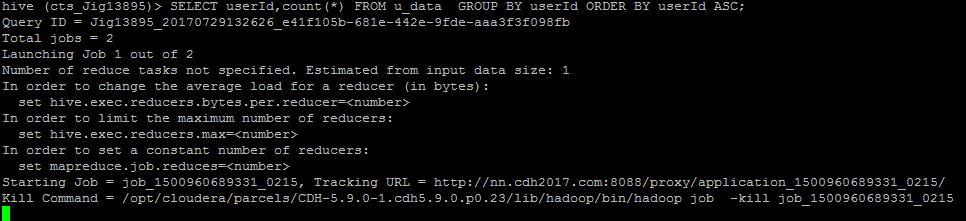 hive (cts_Jig13895)> SELECT userId,count(*) FROM u_data  GROUP BY userId ORDER BY userId ASC;
Query ID = Jig13895_20170729132626_e41f105b-681e-442e-9fde-aaa3f3f098fb
Total jobs = 2
Launching Job 1 out of 2
Number of reduce tasks not specified. Estimated from input data size: 1
In order to change the average load for a reducer (in bytes):
  set hive.exec.reducers.bytes.per.reducer=<number>
In order to limit the maximum number of reducers:
  set hive.exec.reducers.max=<number>
In order to set a constant number of reducers:
  set mapreduce.job.reduces=<number>
Starting Job = job_1500960689331_0215, Tracking URL = http://nn.cdh2017.com:8088/proxy/application_1500960689331_0215/
Kill Command = /opt/cloudera/parcels/CDH-5.9.0-1.cdh5.9.0.p0.23/lib/hadoop/bin/hadoop job  -kill job_1500960689331_0215